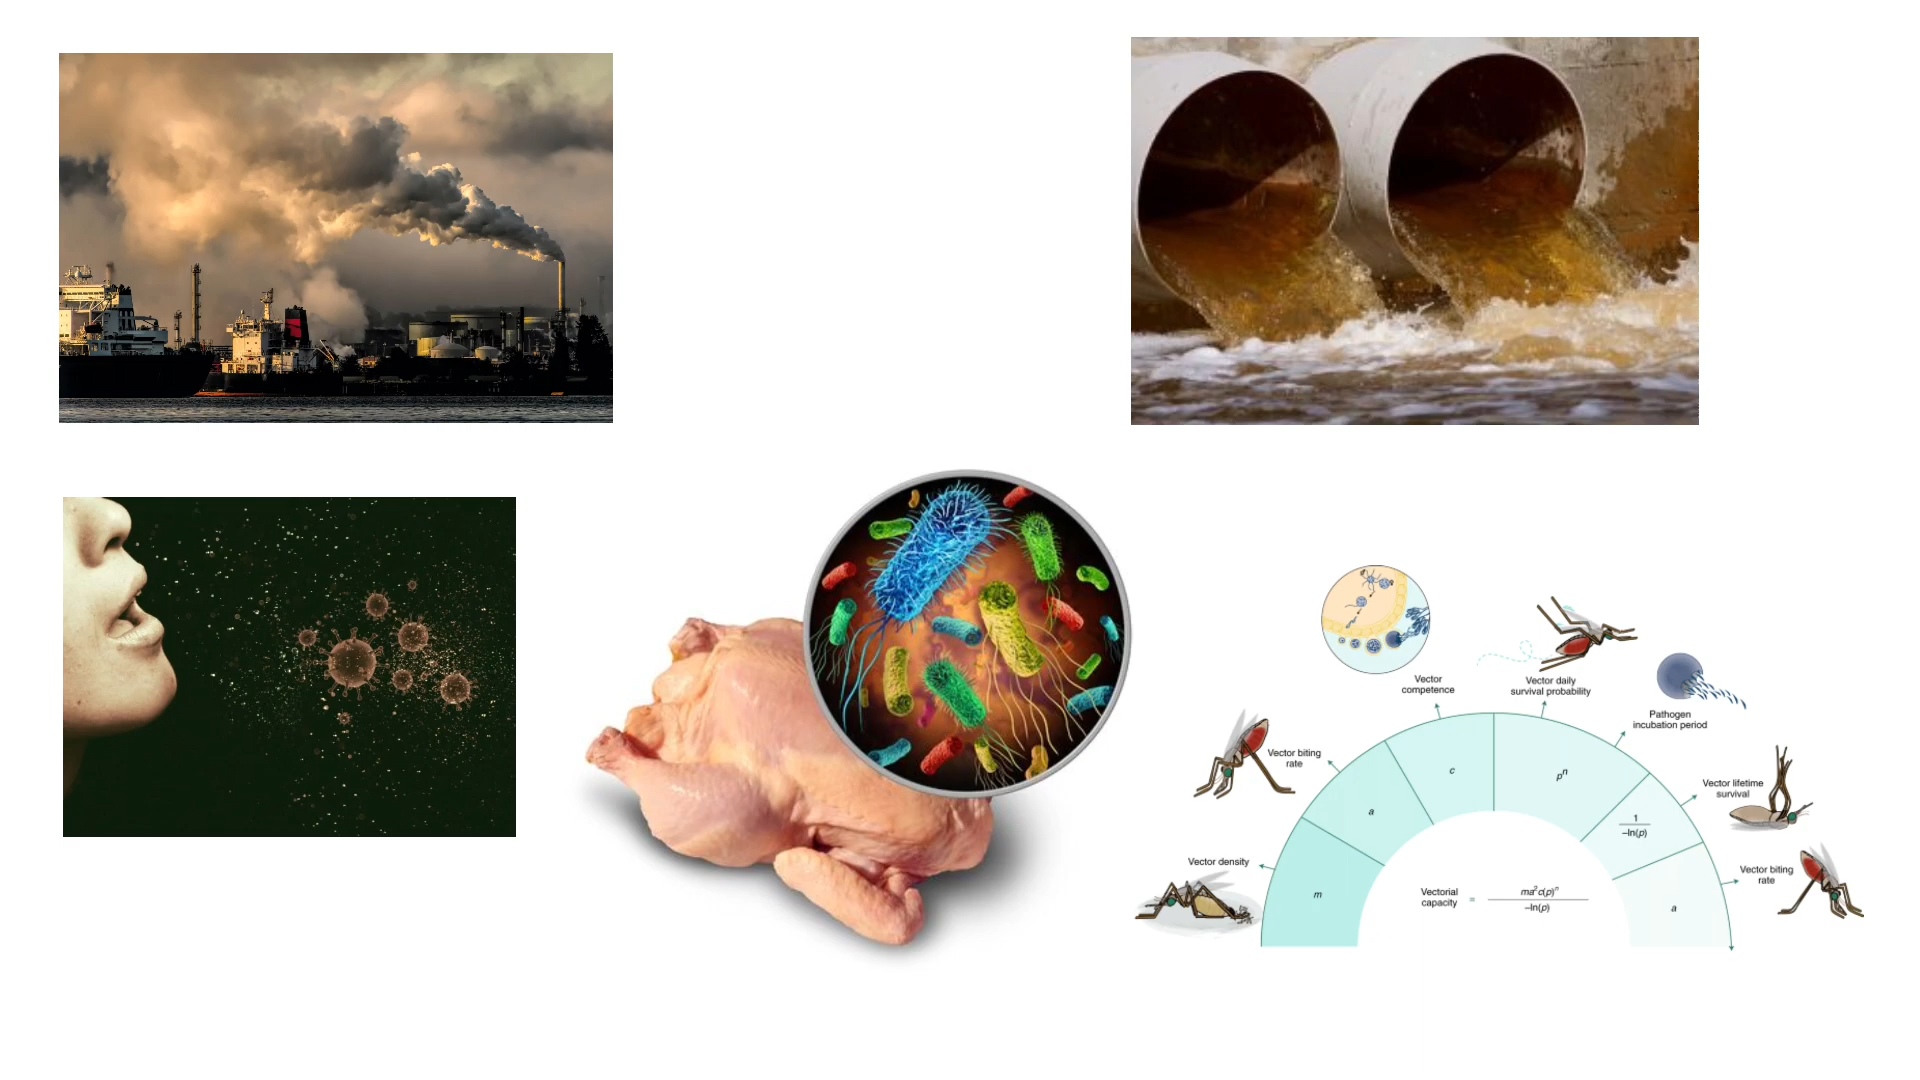 Vector
competence
Vector daily
survival probability
Pathogen
incubation period
Vector biting
rate
c
pⁿ
Vector lifetime
survival
a
1
–ln(p)
Vector density
Vector biting
rate
m
Vectorial
capacity
=
ma²c(p)ⁿ
–ln(p)
a